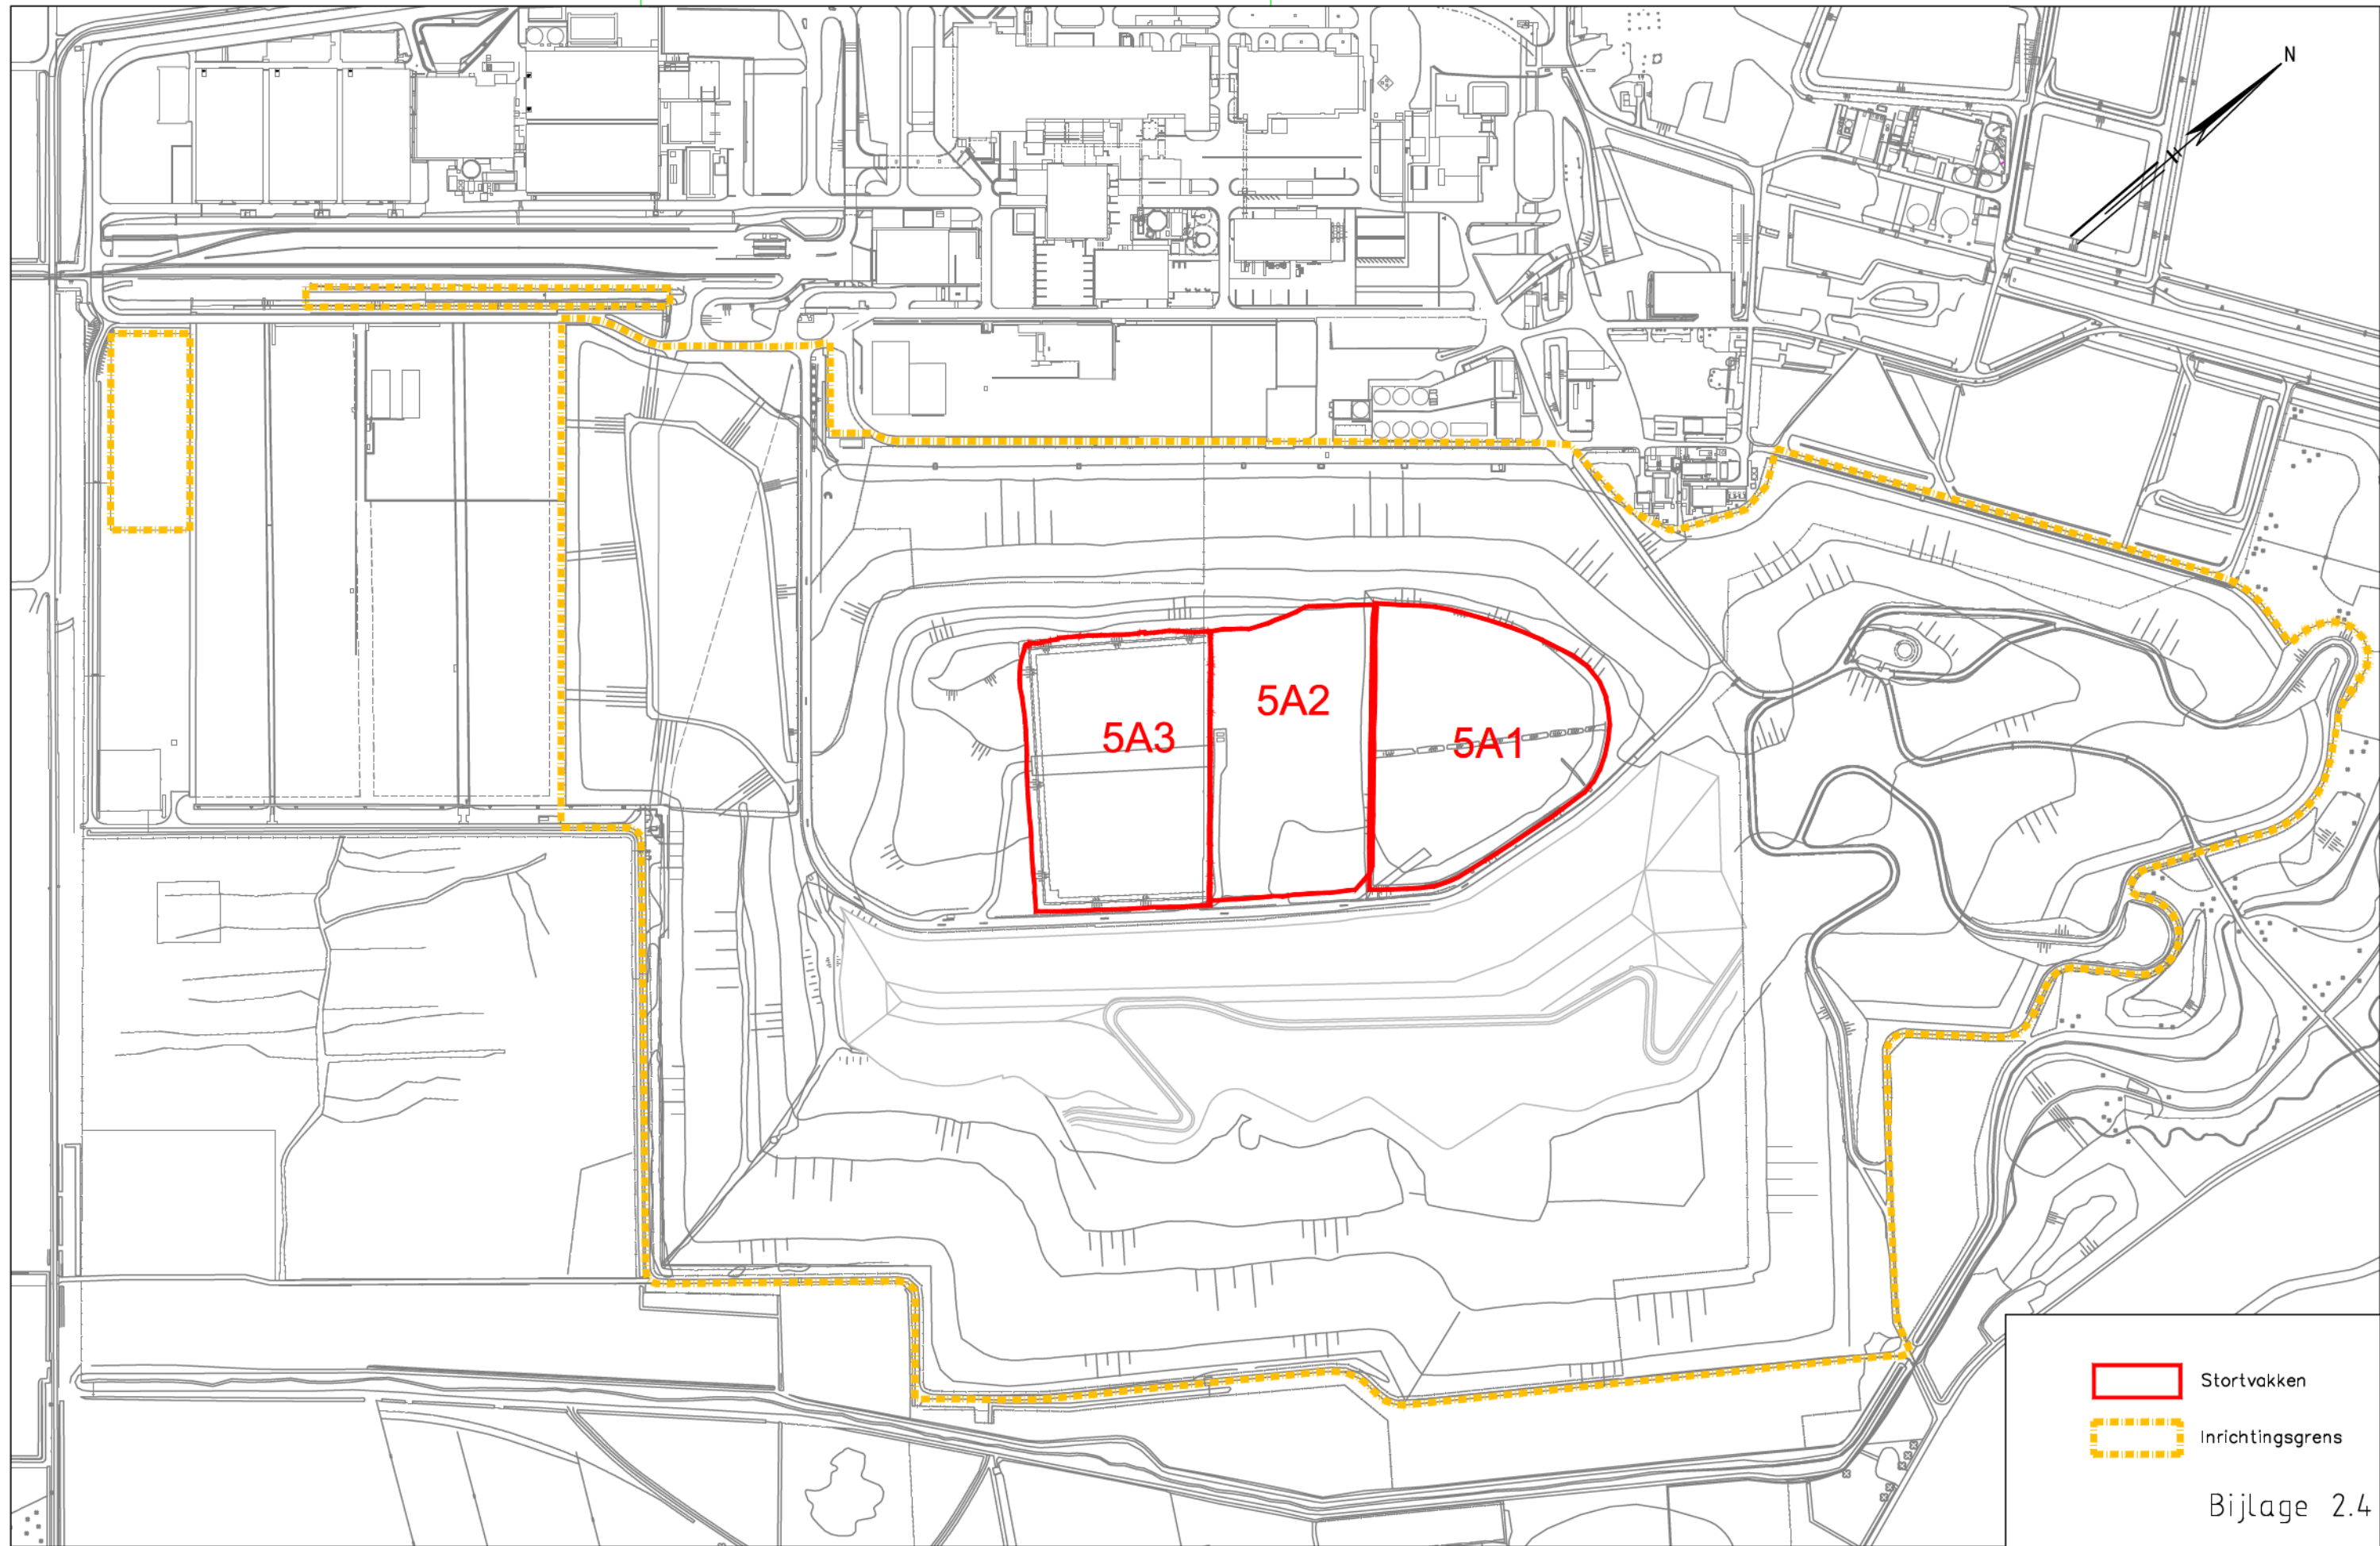 N
5A2
5A3
5A1
Stortvakken
Inrichtingsgrens
Bijlage 2.4